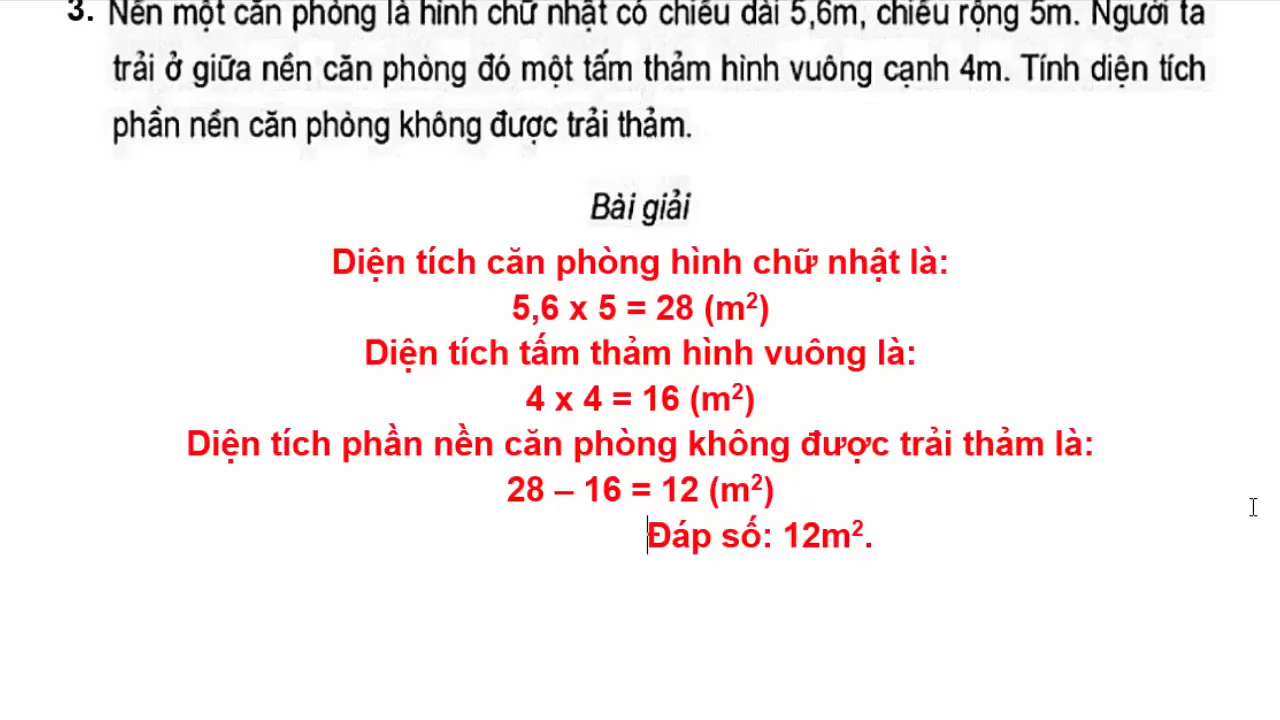 3. Nền một căn phòng là hình chữ nhật có chiều dài 5,6m, chiều rộng 5m. Người ta
trải ở giữa nền căn phòng đó một tấm thảm hình vuông cạnh 4m. Tính diện tích
phần nền căn phòng không được trải thảm.
Bài giải
Diện tích căn phòng hình chữ nhật là:
5,6 x 5 = 28 (m²)
Diện tích tấm thảm hình vuông là:
4 x 4 = 16 (m²)
Diện tích phần nền căn phòng không được trải thảm là:
28 – 16 = 12 (m²)
Đáp số: 12m².